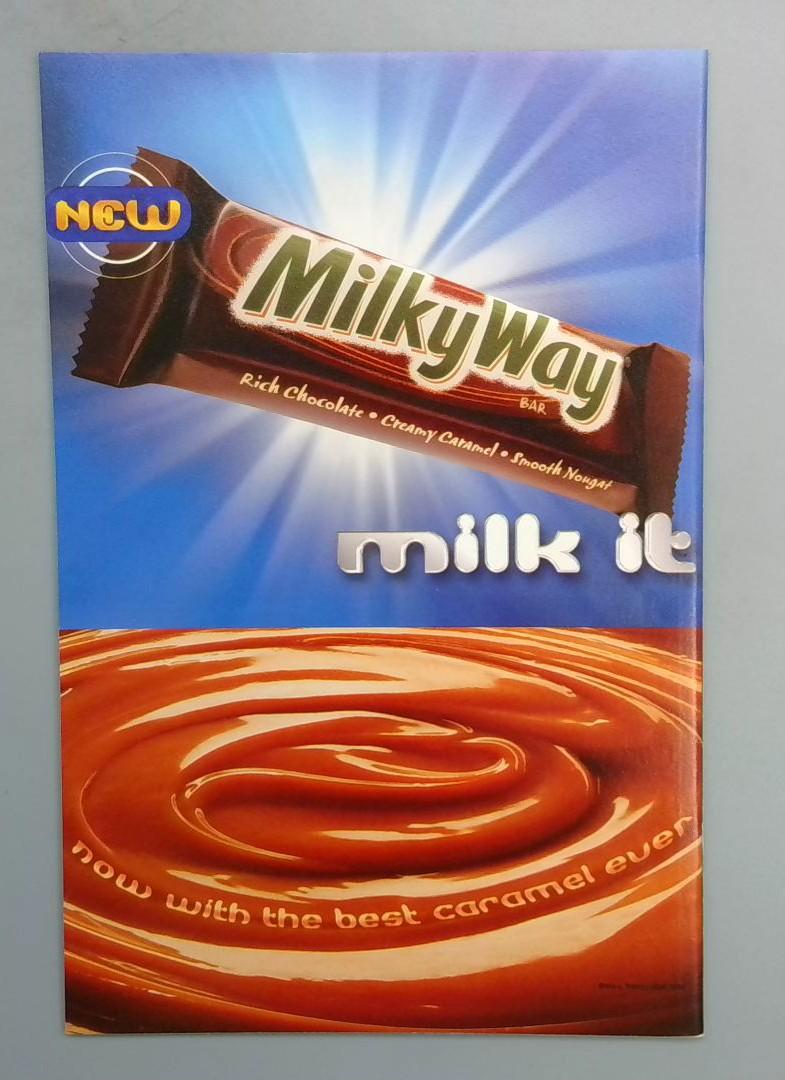 NEW
MilkyWay
BAR
Rich Chocolate • Creamy Caramel • Smooth Nougat
milk it
now with the best caramel ever